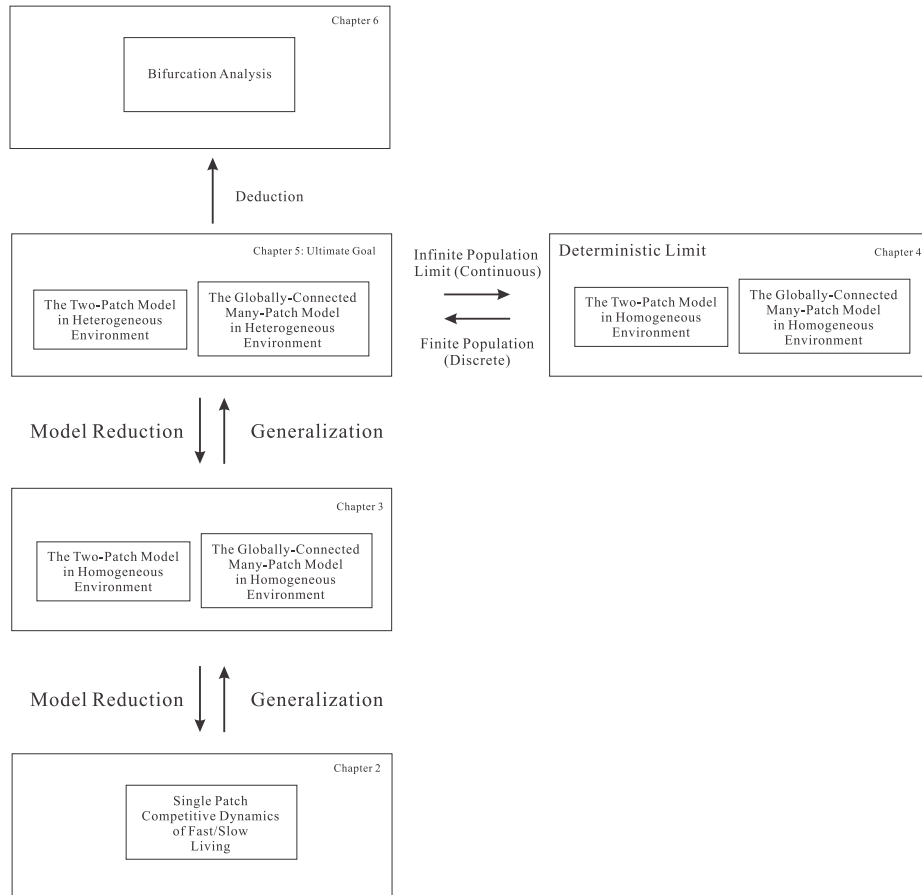 Chapter 6
Bifurcation Analysis
Deduction
Chapter 5: Ultimate Goal
The Two-Patch Model
in Heterogeneous
Environment
The Globally-Connected
Many-Patch Model
in Heterogeneous
Environment
Infinite Population
Limit (Continuous)
Finite Population
(Discrete)
Deterministic Limit
Chapter 4
The Two-Patch Model
in Homogeneous
Environment
The Globally-Connected
Many-Patch Model
in Homogeneous
Environment
Model Reduction
Generalization
Chapter 3
The Two-Patch Model
in Homogeneous
Environment
The Globally-Connected
Many-Patch Model
in Homogeneous
Environment
Model Reduction
Generalization
Chapter 2
Single Patch
Competitive Dynamics
of Fast/Slow
Living